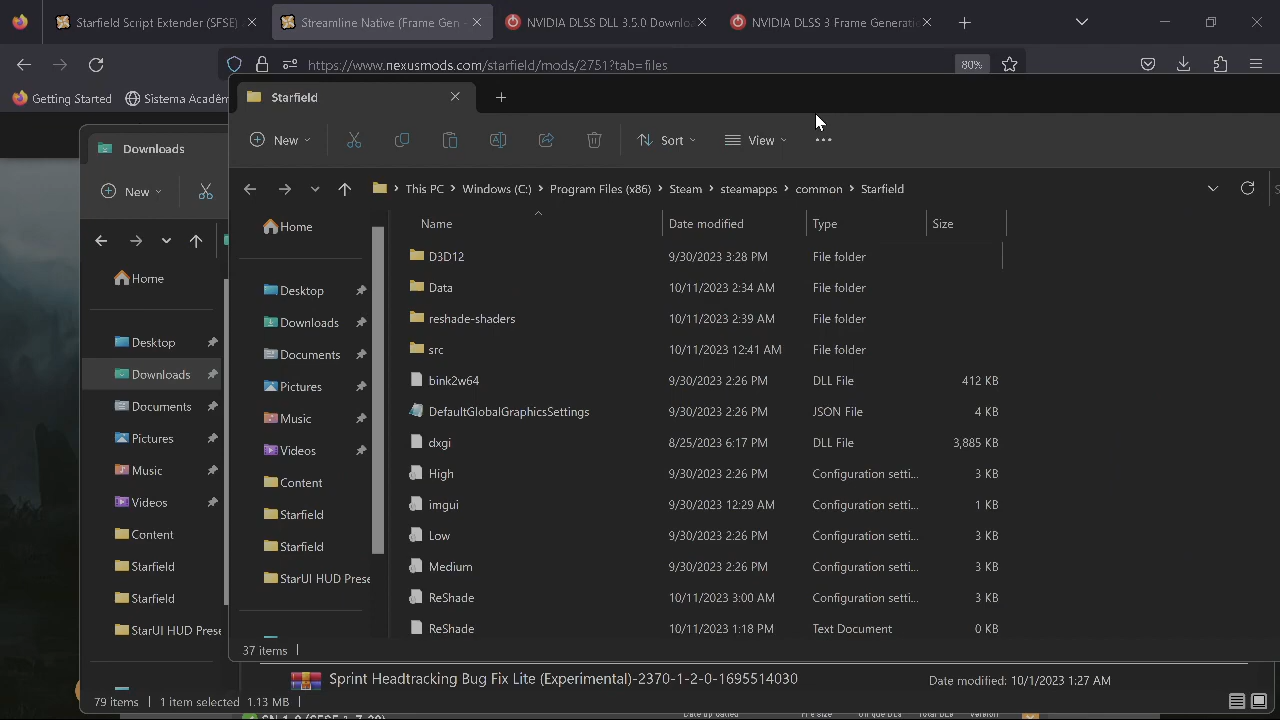 Starfield Script Extender (SFSE)
Streamline Native (Frame Gen
NVIDIA DLSS DLL 3.5.0 Downlo
NVIDIA DLSS 3 Frame Generati
https://www.nexusmods.com/starfield/mods/2751?tab=files
80%
Getting Started
Sistema Acadêm
Starfield
New
Sort
View
This PC > Windows (C:) > Program Files (x86) > Steam > steamapps > common > Starfield
Name Date modified Type Size
D3D12 9/30/2023 3:28 PM File folder
Data 10/11/2023 2:34 AM File folder
reshade-shaders 10/11/2023 2:39 AM File folder
src 10/11/2023 12:41 AM File folder
bink2w64 9/30/2023 2:26 PM DLL File 412 KB
DefaultGlobalGraphicsSettings 9/30/2023 2:26 PM JSON File 4 KB
dxgi 8/25/2023 6:17 PM DLL File 3,885 KB
High 9/30/2023 2:26 PM Configuration setti... 3 KB
imgui 9/30/2023 12:29 AM Configuration setti... 1 KB
Low 9/30/2023 2:26 PM Configuration setti... 3 KB
Medium 9/30/2023 2:26 PM Configuration setti... 3 KB
ReShade 10/11/2023 3:00 AM Configuration setti... 3 KB
ReShade 10/11/2023 1:18 PM Text Document 0 KB
Home
Desktop
Downloads
Documents
Pictures
Music
Videos
Content
Starfield
Starfield
StarUI HUD Prese
37 items
Downloads
New
Home
Desktop
Downloads
Documents
Pictures
Music
Videos
Content
Starfield
Starfield
StarUI HUD Prese
Sprint Headtracking Bug Fix Lite (Experimental)-2370-1-2-0-1695514030
Date modified: 10/1/2023 1:27 AM
79 items
1 item selected 1.13 MB